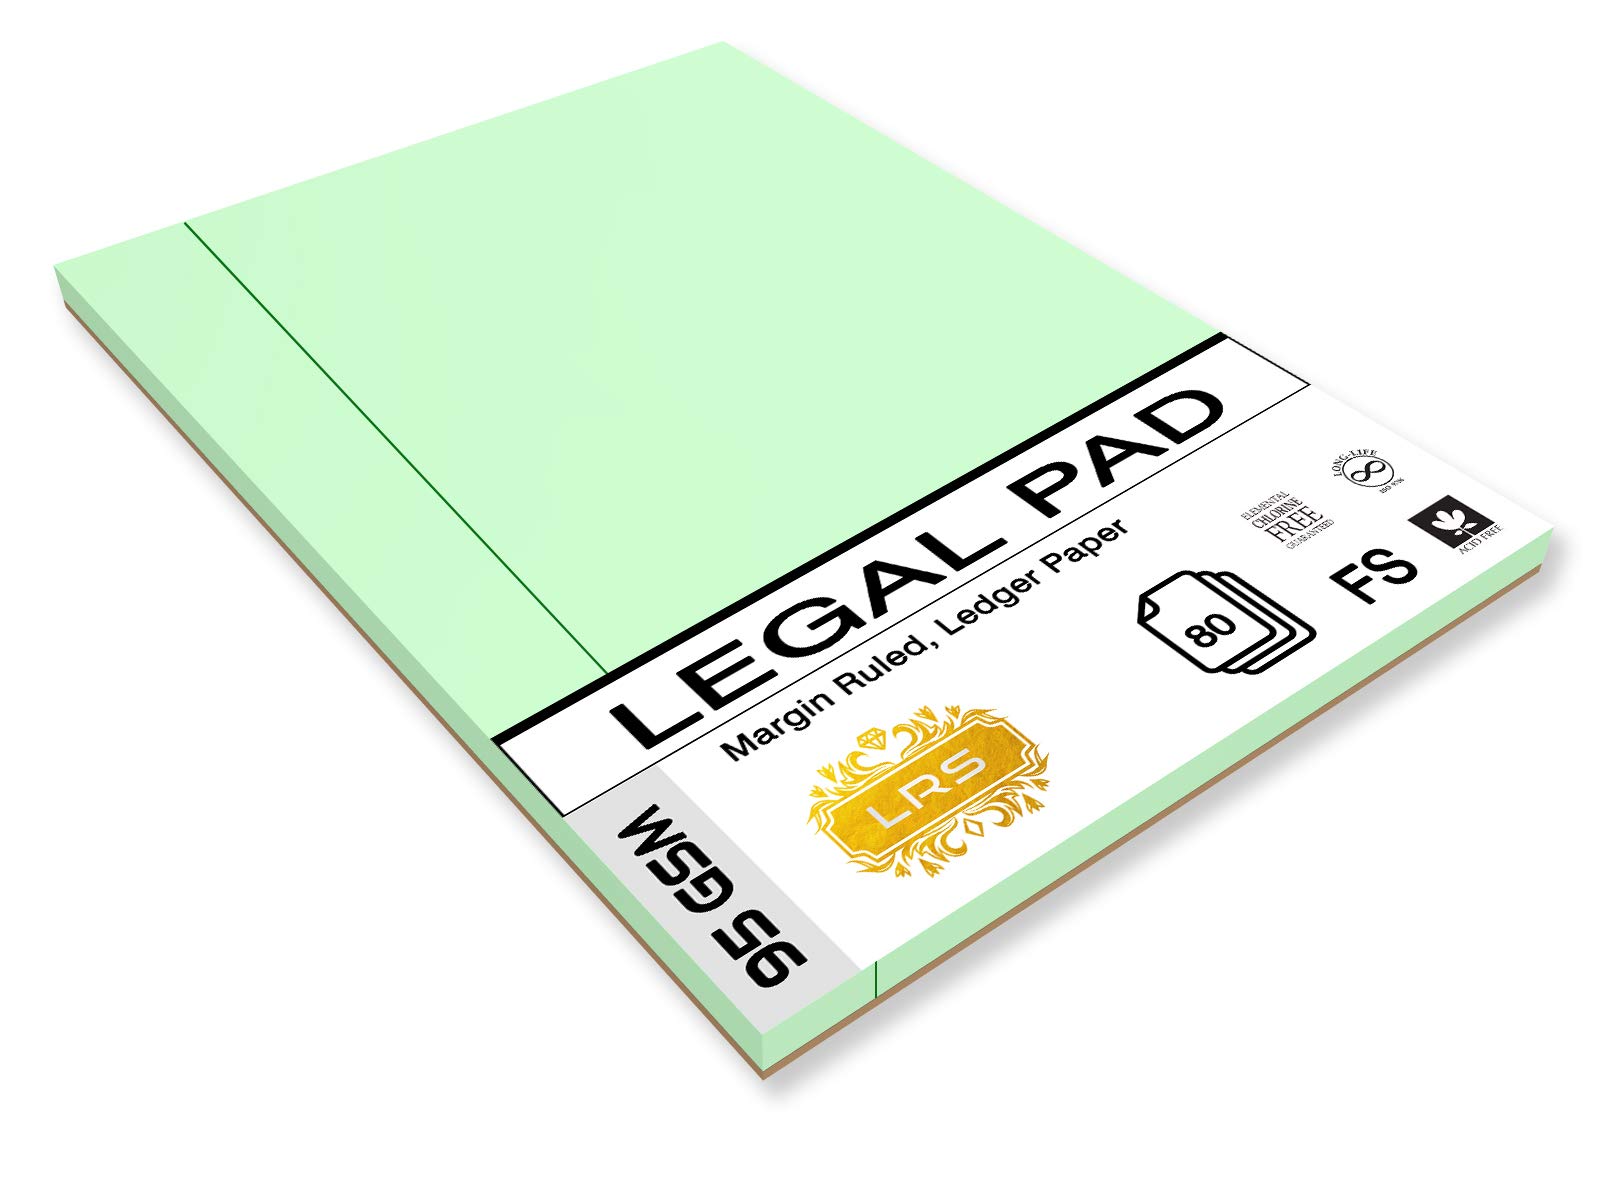 LEGAL PAD
Margin Ruled, Ledger Paper
LONG-LIFE
ELEMENTAL
CHLORINE
FREE
GUARANTEED
ACID FREE
80
FS
LRS
95 GSM